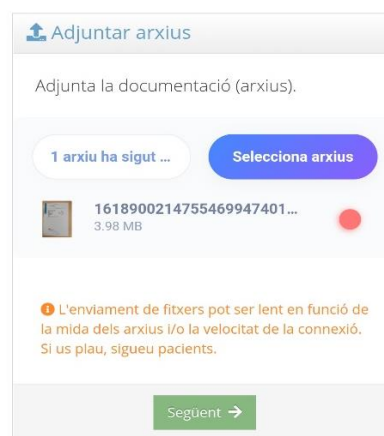 Adjuntar arxius
Adjunta la documentació (arxius).
1 arxiu ha sigut ...
Selecciona arxius
1618900214755469947401...
3.98 MB
L'enviament de fitxers pot ser lent en funció de
la mida dels arxius i/o la velocitat de la connexió.
Si us plau, sigueu pacients.
Següent →